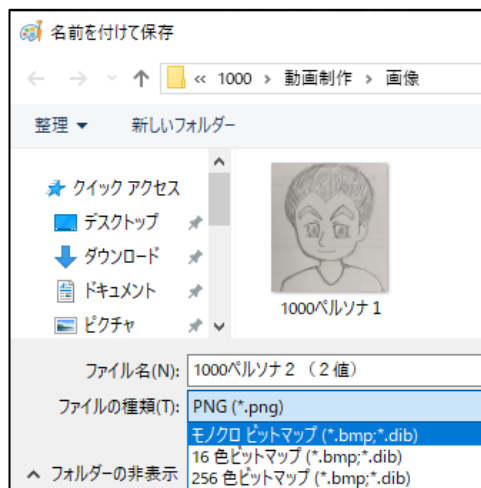 名前を付けて保存
« 1000 › 動画制作 › 画像
整理 新しいフォルダー
クイック アクセス
デスクトップ
ダウンロード
ドキュメント
ピクチャ
1000ペルソナ１
ファイル名(N): 1000ペルソナ２（２値）
ファイルの種類(T): PNG (*.png)
モノクロ ビットマップ (*.bmp;*.dib)
16 色ビットマップ (*.bmp;*.dib)
フォルダーの非表示 256 色ビットマップ (*.bmp;*.dib)